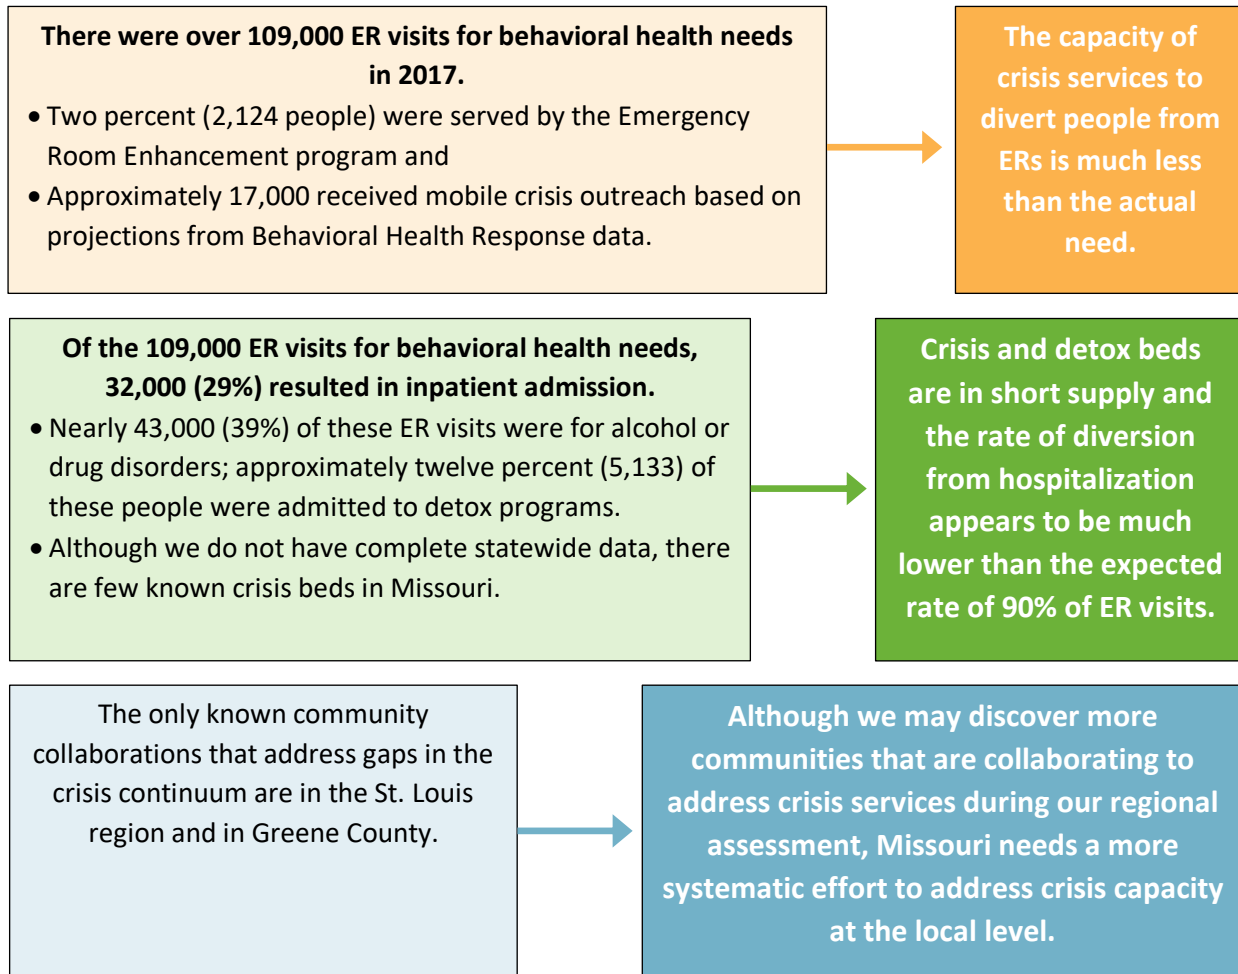 There were over 109,000 ER visits for behavioral health needs
in 2017.
• Two percent (2,124 people) were served by the Emergency
Room Enhancement program and
• Approximately 17,000 received mobile crisis outreach based on
projections from Behavioral Health Response data.
The capacity of
crisis services to
divert people from
ERs is much less
than the actual
need.
Of the 109,000 ER visits for behavioral health needs,
32,000 (29%) resulted in inpatient admission.
• Nearly 43,000 (39%) of these ER visits were for alcohol or
drug disorders; approximately twelve percent (5,133) of
these people were admitted to detox programs.
• Although we do not have complete statewide data, there
are few known crisis beds in Missouri.
Crisis and detox beds
are in short supply and
the rate of diversion
from hospitalization
appears to be much
lower than the expected
rate of 90% of ER visits.
The only known community
collaborations that address gaps in the
crisis continuum are in the St. Louis
region and in Greene County.
Although we may discover more
communities that are collaborating to
address crisis services during our regional
assessment, Missouri needs a more
systematic effort to address crisis capacity
at the local level.